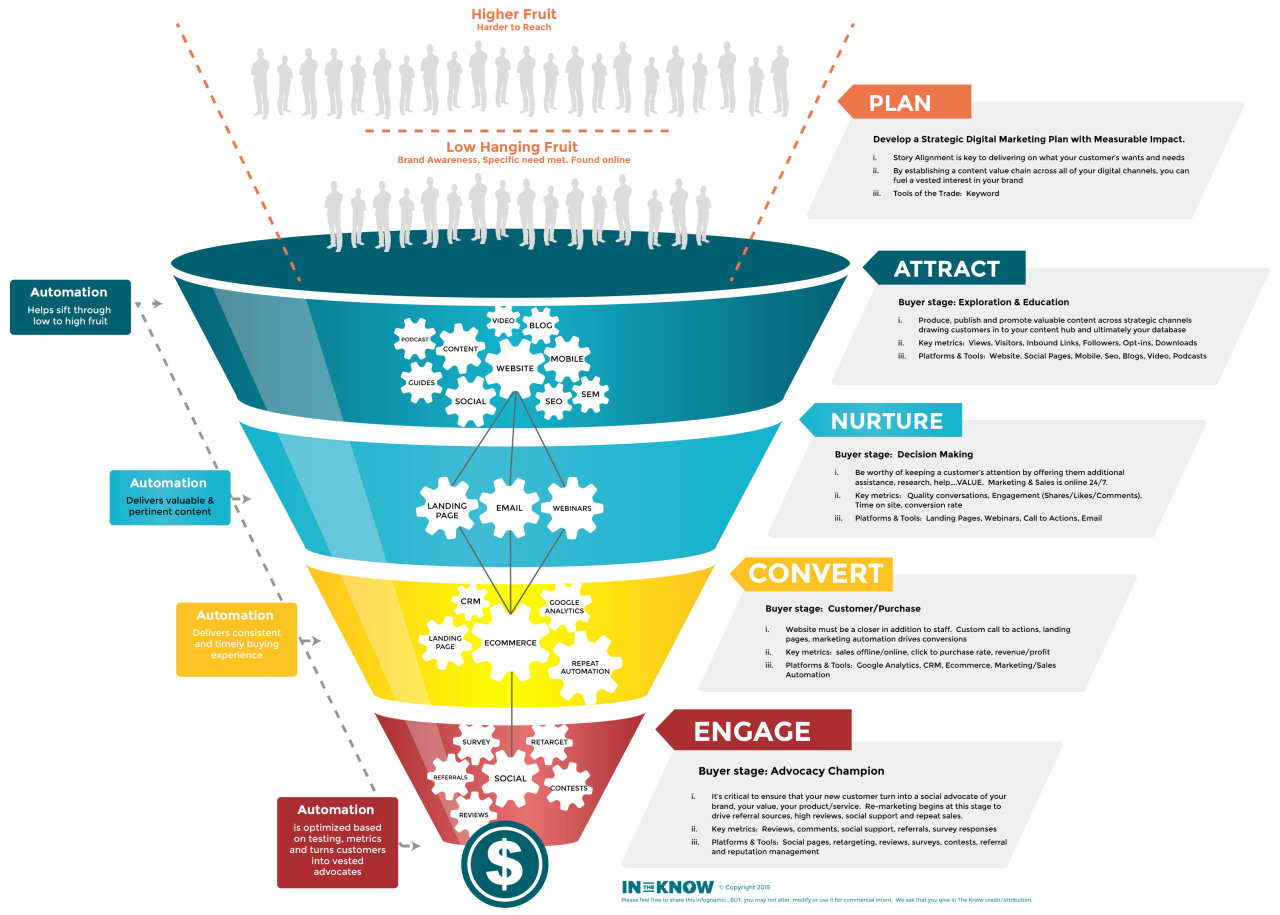 Higher Fruit
Harder to Reach
Low Hanging Fruit
Brand Awareness, Specific need met. Found online
PLAN
Develop a Strategic Digital Marketing Plan with Measurable Impact.
i. Story Alignment is key to delivering on what your customer's wants and needs
ii. By establishing a content value chain across all of your digital channels, you can
fuel a vested interest in your brand
iii. Tools of the Trade: Keyword
ATTRACT
Buyer stage: Exploration & Education
i. Produce, publish and promote valuable content across strategic channels
drawing customers in to your content hub and ultimately your database
ii. Key metrics: Views, Visitors, Inbound Links, Followers, Opt-ins, Downloads
iii. Platforms & Tools: Website, Social Pages, Mobile, Seo, Blogs, Video, Podcasts
Automation
Helps sift through
low to high fruit
VIDEO
BLOG
PODCAST
CONTENT
MOBILE
WEBSITE
GUIDES
SOCIAL
SEO
SEM
NURTURE
Buyer stage: Decision Making
i. Be worthy of keeping a customer's attention by offering them additional
assistance, research, help....VALUE. Marketing & Sales is online 24/7.
ii. Key metrics: Quality conversations, Engagement (Shares/Likes/Comments),
Time on site, conversion rate
iii. Platforms & Tools: Landing Pages, Webinars, Call to Actions, Email
Automation
Delivers valuable &
pertinent content
LANDING
PAGE
EMAIL
WEBINARS
CONVERT
Buyer stage: Customer/Purchase
i. Website must be a closer in addition to staff. Custom call to actions, landing
pages, marketing automation drives conversions
ii. Key metrics: sales offline/online, click to purchase rate, revenue/profit
iii. Platforms & Tools: Google Analytics, CRM, Ecommerce, Marketing/Sales
Automation
Automation
Delivers consistent
and timely buying
experience
CRM
GOOGLE
ANALYTICS
LANDING
PAGE
ECOMMERCE
REPEAT
AUTOMATION
ENGAGE
Buyer stage: Advocacy Champion
i. It's critical to ensure that your new customer turn into a social advocate of your
brand, your value, your product/service. Re-marketing begins at this stage to
drive referral sources, high reviews, social support and repeat sales.
ii. Key metrics: Reviews, comments, social support, referrals, survey responses
iii. Platforms & Tools: Social pages, retargeting, reviews, surveys, contests, referral
and reputation management
Automation
is optimized based
on testing, metrics
and turns customers
into vested
advocates
SURVEY
RETARGET
REFERRALS
SOCIAL
CONTESTS
REVIEWS
$
IN THE KNOW © Copyright 2015
Please feel free to share this infographic...BUT, you may not alter, modify or use it for commercial intent. We ask that you give In The Know credit/attribution.